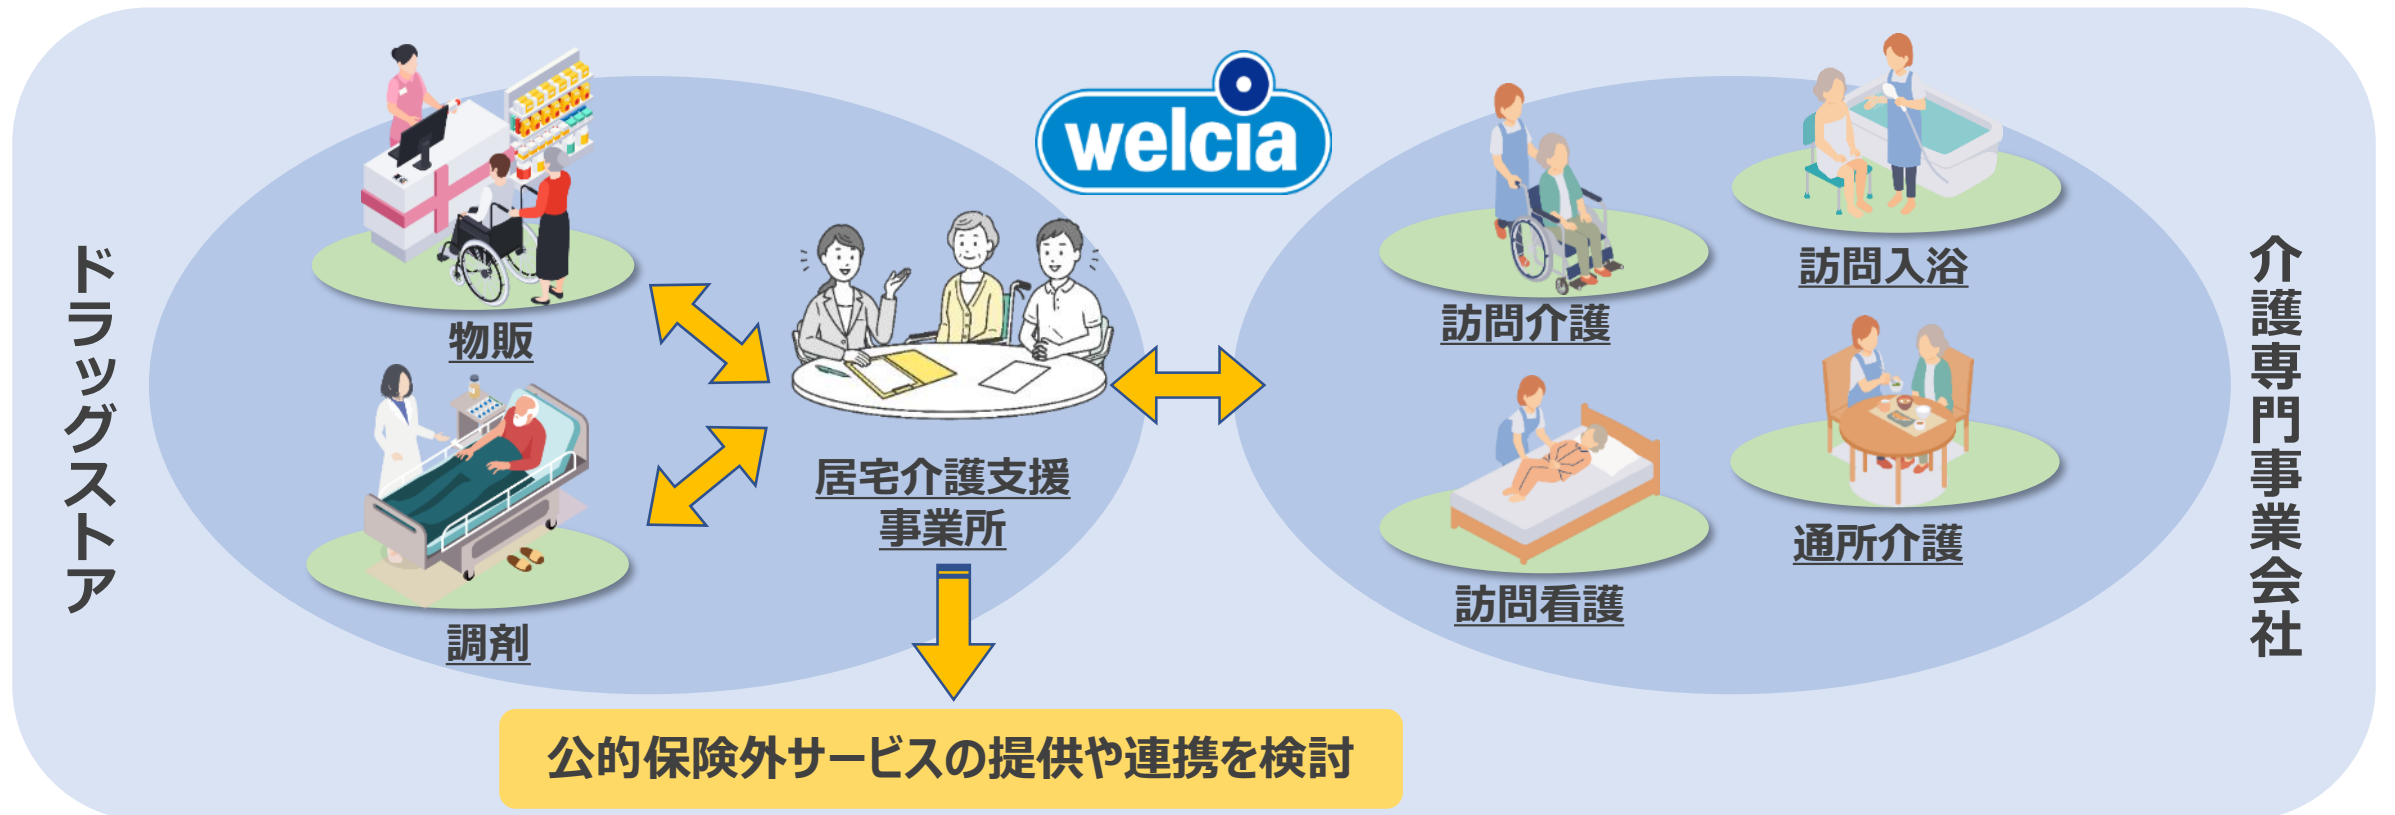 ドラッグストア
物販
調剤
居宅介護支援
事業所
welcia
訪問介護
訪問入浴
訪問看護
通所介護
介護専門事業会社
公的保険外サービスの提供や連携を検討